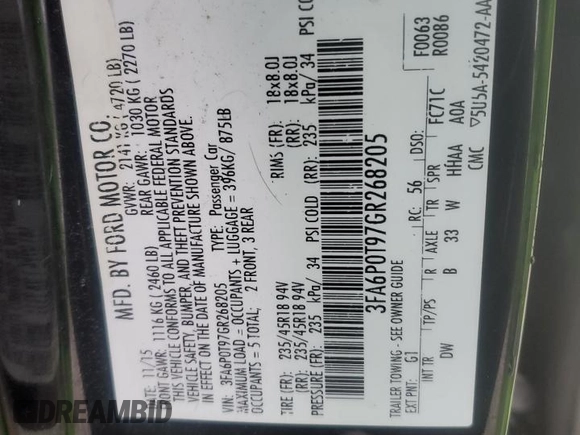 MFD. BY FORD MOTOR CO.
DATE: 11/15 GVWR: 2141 KG (4720 LB)
FRONT GAWR: 1116 KG (2460 LB) REAR GAWR: 1030 KG (2270 LB)
THIS VEHICLE CONFORMS TO ALL APPLICABLE FEDERAL MOTOR
VEHICLE SAFETY, BUMPER, AND THEFT PREVENTION STANDARDS
IN EFFECT ON THE DATE OF MANUFACTURE SHOWN ABOVE.
VIN: 3FA6P0T97GR268205 TYPE: Passenger Car
MAXIMUM LOAD = OCCUPANTS + LUGGAGE = 396KG/ 875LB
OCCUPANTS = 5 TOTAL: 2 FRONT, 3 REAR
TIRE (FR): 235/45R18 94V RIMS (FR): 18x8.0J
(RR): 235/45R18 94V (RR): 18x8.0J
PRESSURE (FR): 235 kPa/ 34 PSI COLD (RR): 235 kPa/ 34 PSI COLD
3FA6P0T97GR268205
TRAILER TOWING - SEE OWNER GUIDE
F0063
R0086
EXT PNT: G1 RC: 56 DSO: FC71C
INT TR TP/PS R AXLE TR SPR
DW B 33 W HHAA AOA
CMC ▽5U5A-5420472-AA
DREAMBID